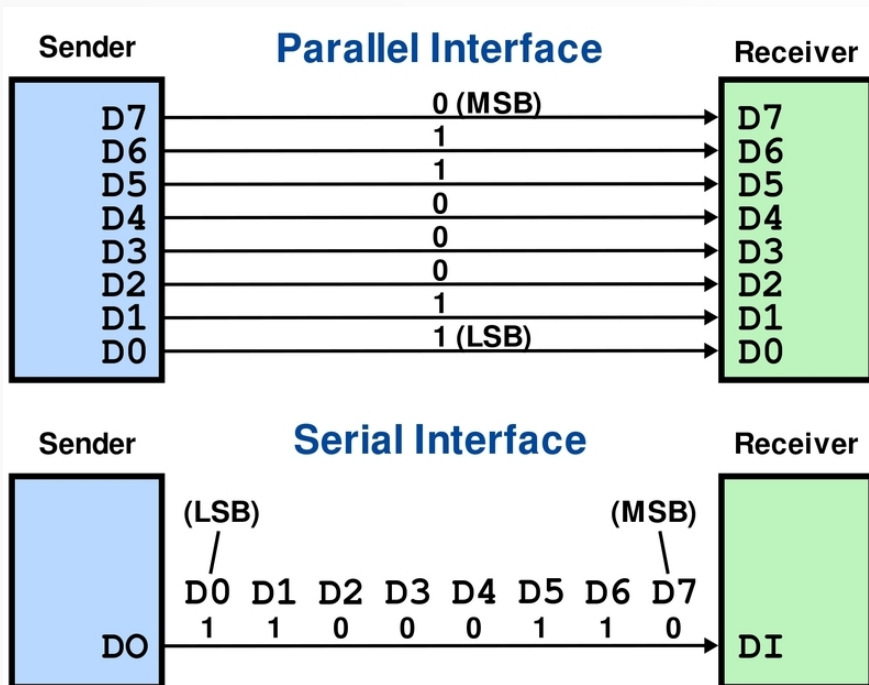 Sender Parallel Interface Receiver
D7 0 (MSB) D7
D6 1 D6
D5 1 D5
D4 0 D4
D3 0 D3
D2 0 D2
D1 1 D1
D0 1 (LSB) D0
Sender Serial Interface Receiver
(LSB) (MSB)
D0 D1 D2 D3 D4 D5 D6 D7
1 1 0 0 0 1 1 0
DO DI